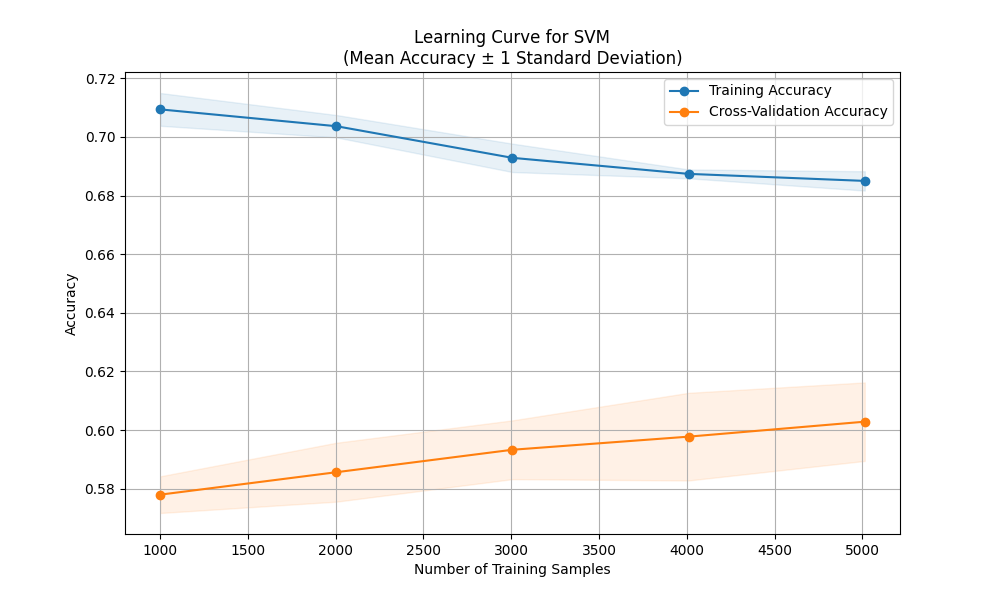 Learning Curve for SVM
(Mean Accuracy ± 1 Standard Deviation)
Training Accuracy
Cross-Validation Accuracy
Accuracy
0.72
0.70
0.68
0.66
0.64
0.62
0.60
0.58
1000 1500 2000 2500 3000 3500 4000 4500 5000
Number of Training Samples